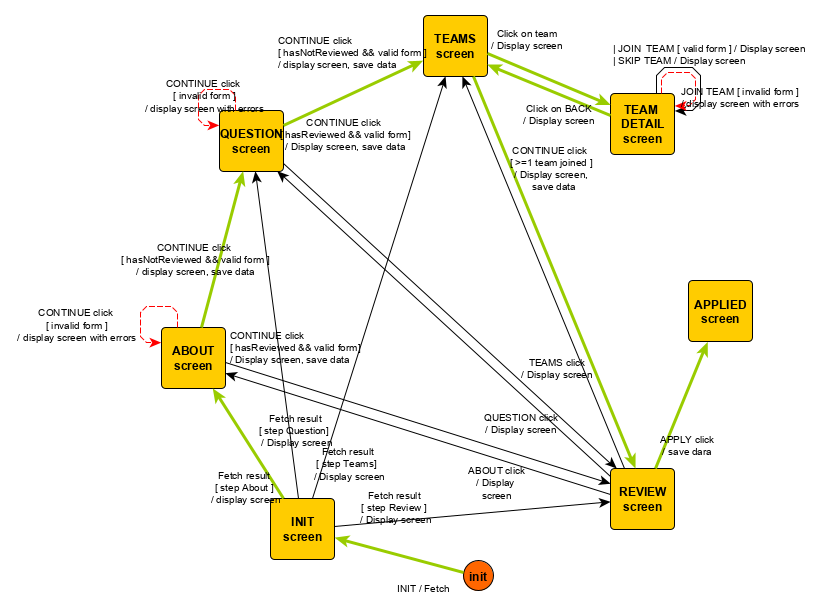 TEAMS
screen
Click on team
/ Display screen
CONTINUE click
[ hasNotReviewed && valid form ]
/ display screen, save data
| JOIN  TEAM [ valid form ] / Display screen
| SKIP TEAM / Display screen
JOIN TEAM [ invalid form ]
/display screen with errors
TEAM
DETAIL
screen
CONTINUE click
[ invalid form ]
/ display screen with errors
Click on BACK
/ Display screen
QUESTION
screen
CONTINUE click
[hasReviewed && valid form]
/ Display screen, save data
CONTINUE click
[ >=1 team joined ]
/ Display screen,
save data
CONTINUE click
[ hasNotReviewed && valid form ]
/ display screen, save data
APPLIED
screen
CONTINUE click
[ invalid form ]
/ display screen with errors
ABOUT
screen
CONTINUE click
[ hasReviewed && valid form]
/ Display screen, save data
TEAMS click
/ Display screen
Fetch result
[ step Question]
/ Display screen
QUESTION click
/ Display screen
APPLY click
/ save dara
Fetch result
[ step Teams]
/ Display screen
Fetch result
[ step About ]
/ display screen
ABOUT click
/ Display
screen
Fetch result
[ step Review ]
/ Display screen
REVIEW
screen
INIT
screen
init
INIT / Fetch